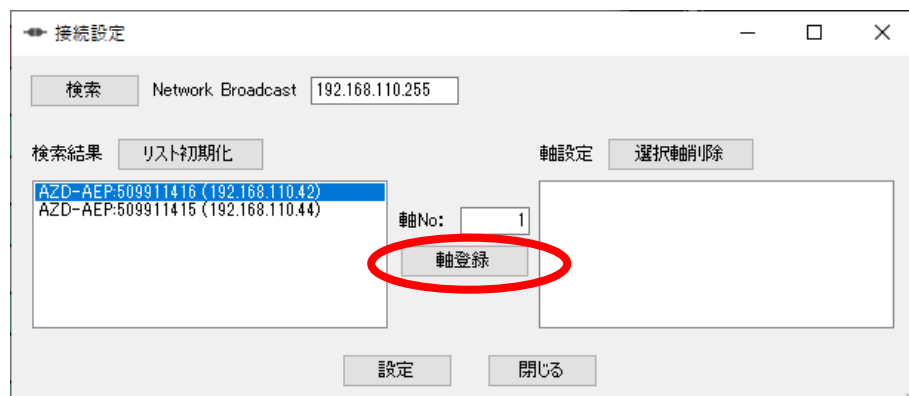 接続設定
検索 Network Broadcast 192.168.110.255
検索結果 リスト初期化 軸設定 選択軸削除
AZD-AEP:509911416 (192.168.110.42)
AZD-AEP:509911415 (192.168.110.44)
軸No: 1
軸登録
設定 閉じる